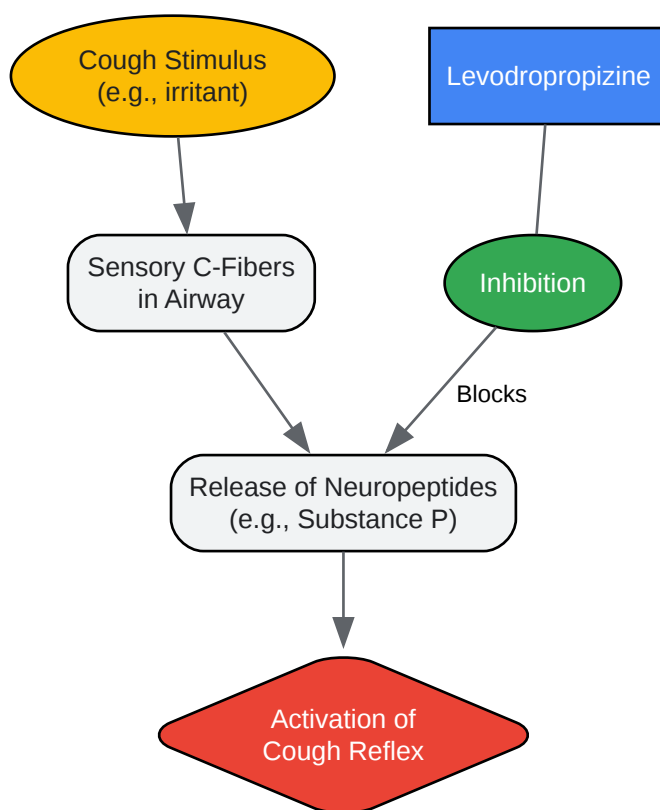 Cough Stimulus
(e.g., irritant)
Levodropropizine
Sensory C-Fibers
in Airway
Inhibition
Blocks
Release of Neuropeptides
(e.g., Substance P)
Activation of
Cough Reflex